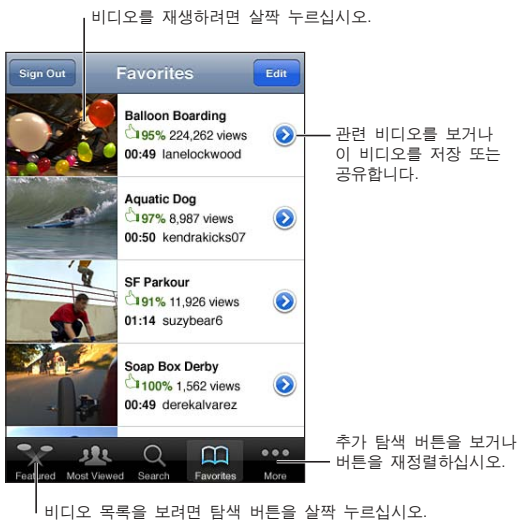 비디오를 재생하려면 살짝 누르십시오.
Sign Out
Favorites
Edit
Balloon Boarding
95% 224,262 views
00:49 lanelockwood
관련 비디오를 보거나
이 비디오를 저장 또는
공유합니다.
Aquatic Dog
97% 8,987 views
00:50 kendrakicks07
SF Parkour
91% 11,926 views
01:14 suzybear6
Soap Box Derby
100% 1,562 views
00:49 derekalvarez
추가 탐색 버튼을 보거나
버튼을 재정렬하십시오.
Featured
Most Viewed
Search
Favorites
More
비디오 목록을 보려면 탐색 버튼을 살짝 누르십시오.